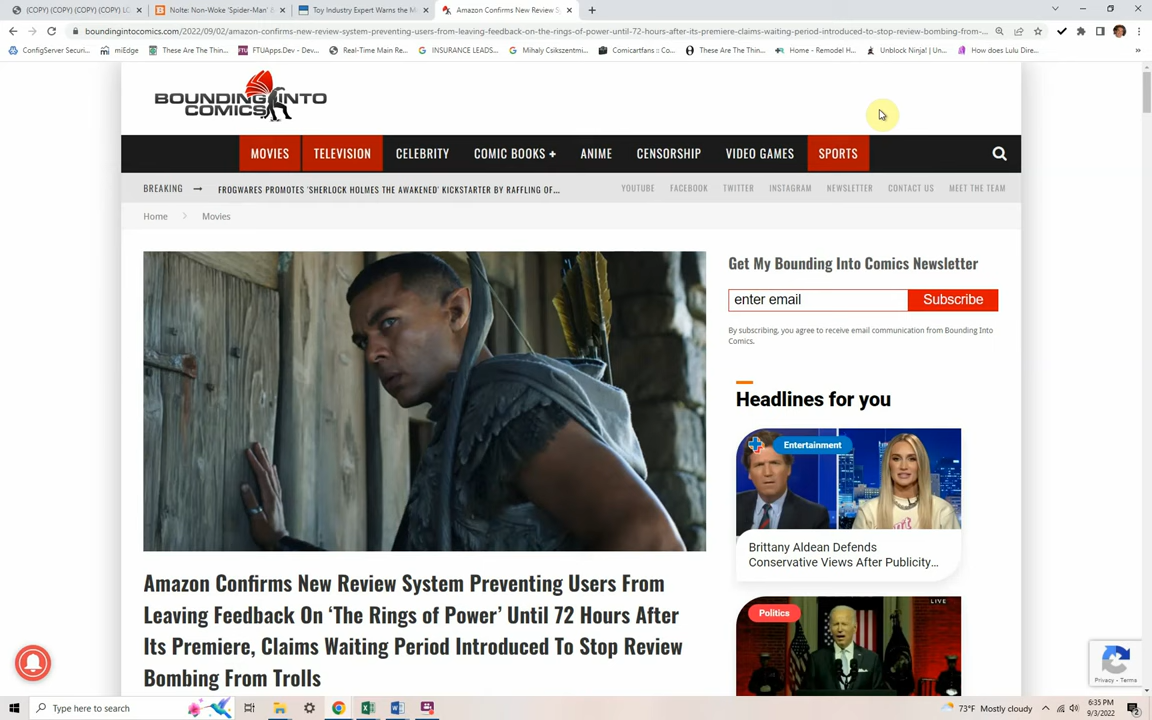 (COPY) (COPY) (COPY) (COPY) LO
Nolte: Non-Woke 'Spider-Man'
Toy Industry Expert Warns the M
Amazon Confirms New Review S
boundingintocomics.com/2022/09/02/amazon-confirms-new-review-system-preventing-users-from-leaving-feedback-on-the-rings-of-power-until-72-hours-after-its-premiere-claims-waiting-period-introduced-to-stop-review-bombing-from-...
ConfigServer Securi...
miEdge
These Are The Thin...
FTUApps.Dev - Dev...
Real-Time Main Re...
INSURANCE LEADS...
Mihaly Csikszentmi...
Comicartfans :: Co...
These Are The Thin...
Home - Remodel H...
Unblock Ninja! | Un...
How does Lulu Dire...
»
BOUNDING INTO
COMICS
MOVIES
TELEVISION
CELEBRITY
COMIC BOOKS +
ANIME
CENSORSHIP
VIDEO GAMES
SPORTS
BREAKING
FROGWARES PROMOTES 'SHERLOCK HOLMES THE AWAKENED' KICKSTARTER BY RAFFLING OF...
YOUTUBE
FACEBOOK
TWITTER
INSTAGRAM
NEWSLETTER
CONTACT US
MEET THE TEAM
Home
Movies
Get My Bounding Into Comics Newsletter
enter email
Subscribe
By subscribing, you agree to receive email communication from Bounding Into
Comics.
Headlines for you
Entertainment
Brittany Aldean Defends
Conservative Views After Publicity...
Politics
LIVE
Amazon Confirms New Review System Preventing Users From
Leaving Feedback On ‘The Rings of Power’ Until 72 Hours After
Its Premiere, Claims Waiting Period Introduced To Stop Review
Bombing From Trolls
Privacy - Terms
Type here to search
73°F Mostly cloudy
6:35 PM
9/3/2022
2